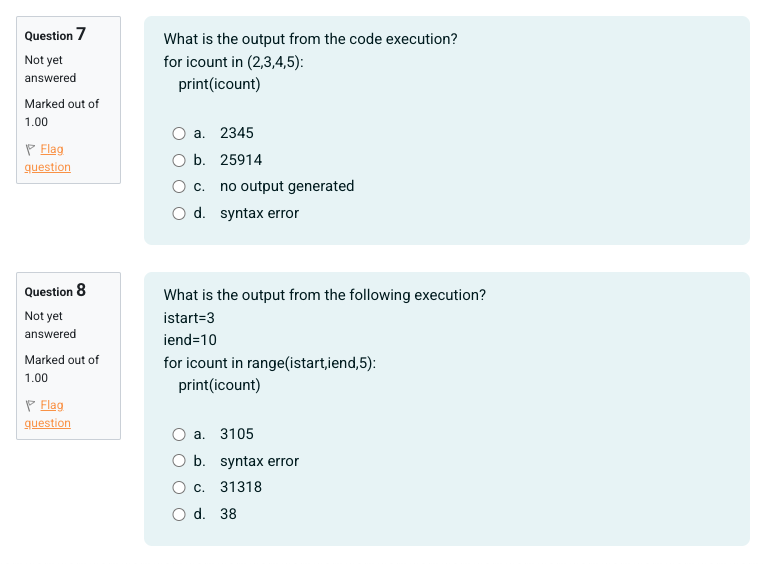 Question 7
Not yet
answered
Marked out of
1.00
Flag
question
What is the output from the code execution?
for icount in (2,3,4,5):
print(icount)
a. 2345
b. 25914
c. no output generated
d. syntax error
Question 8
Not yet
answered
Marked out of
1.00
Flag
question
What is the output from the following execution?
istart=3
iend=10
for icount in range(istart,iend,5):
print(icount)
a. 3105
b. syntax error
c. 31318
d. 38